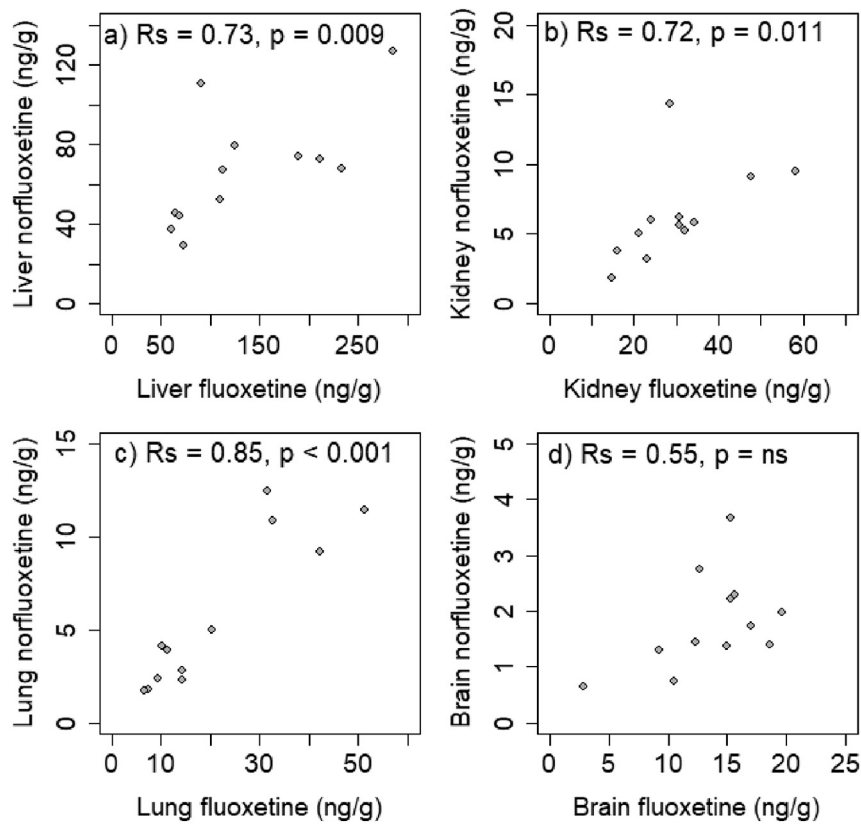 a) Rs = 0.73, p = 0.009
Liver norfluoxetine (ng/g)
0 40 80 120
0 50 150 250
Liver fluoxetine (ng/g)
b) Rs = 0.72, p = 0.011
Kidney norfluoxetine (ng/g)
0 5 10 15 20
0 20 40 60
Kidney fluoxetine (ng/g)
c) Rs = 0.85, p < 0.001
Lung norfluoxetine (ng/g)
0 5 10 15
0 10 30 50
Lung fluoxetine (ng/g)
d) Rs = 0.55, p = ns
Brain norfluoxetine (ng/g)
0 1 2 3 4 5
0 5 10 15 20 25
Brain fluoxetine (ng/g)